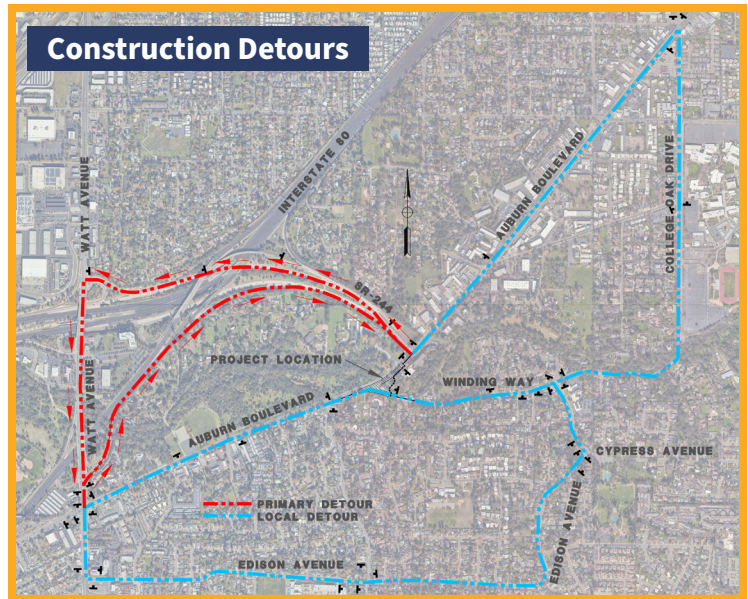 Construction Detours
WATT AVENUE
INTERSTATE 80
AUBURN BOULEVARD
COLLEGE OAK DRIVE
SR-244
PROJECT LOCATION
WINDING WAY
WATT AVENUE
AUBURN BOULEVARD
CYPRESS AVENUE
PRIMARY DETOUR
LOCAL DETOUR
EDISON AVENUE
EDISON AVENUE